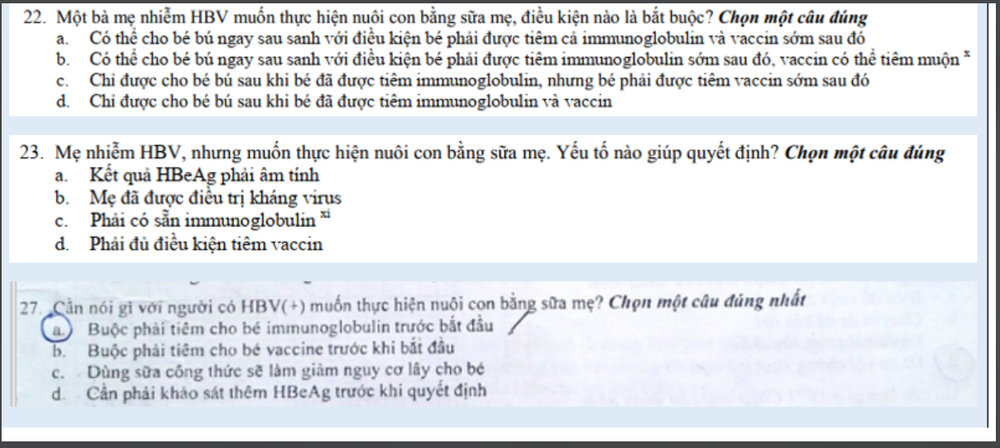 22. Một bà mẹ nhiễm HBV muốn thực hiện nuôi con bằng sữa mẹ, điều kiện nào là bắt buộc? Chọn một câu đúng
a. Có thể cho bé bú ngay sau sanh với điều kiện bé phải được tiêm cả immunoglobulin và vaccin sớm sau đó
b. Có thể cho bé bú ngay sau sanh với điều kiện bé phải được tiêm immunoglobulin sớm sau đó, vaccin có thể tiêm muộn x
c. Chỉ được cho bé bú sau khi bé đã được tiêm immunoglobulin, nhưng bé phải được tiêm vaccin sớm sau đó
d. Chỉ được cho bé bú sau khi bé đã được tiêm immunoglobulin và vaccin
23. Mẹ nhiễm HBV, nhưng muốn thực hiện nuôi con bằng sữa mẹ. Yếu tố nào giúp quyết định? Chọn một câu đúng
a. Kết quả HBeAg phải âm tính
b. Mẹ đã được điều trị kháng virus
c. Phải có sẵn immunoglobulin xi
d. Phải đủ điều kiện tiêm vaccin
27. Cần nói gì với người có HBV(+) muốn thực hiện nuôi con bằng sữa mẹ? Chọn một câu đúng nhất
a. Buộc phải tiêm cho bé immunoglobulin trước bắt đầu
b. Buộc phải tiêm cho bé vaccine trước khi bắt đầu
c. Dùng sữa công thức sẽ làm giảm nguy cơ lây cho bé
d. Cần phải khảo sát thêm HBeAg trước khi quyết định